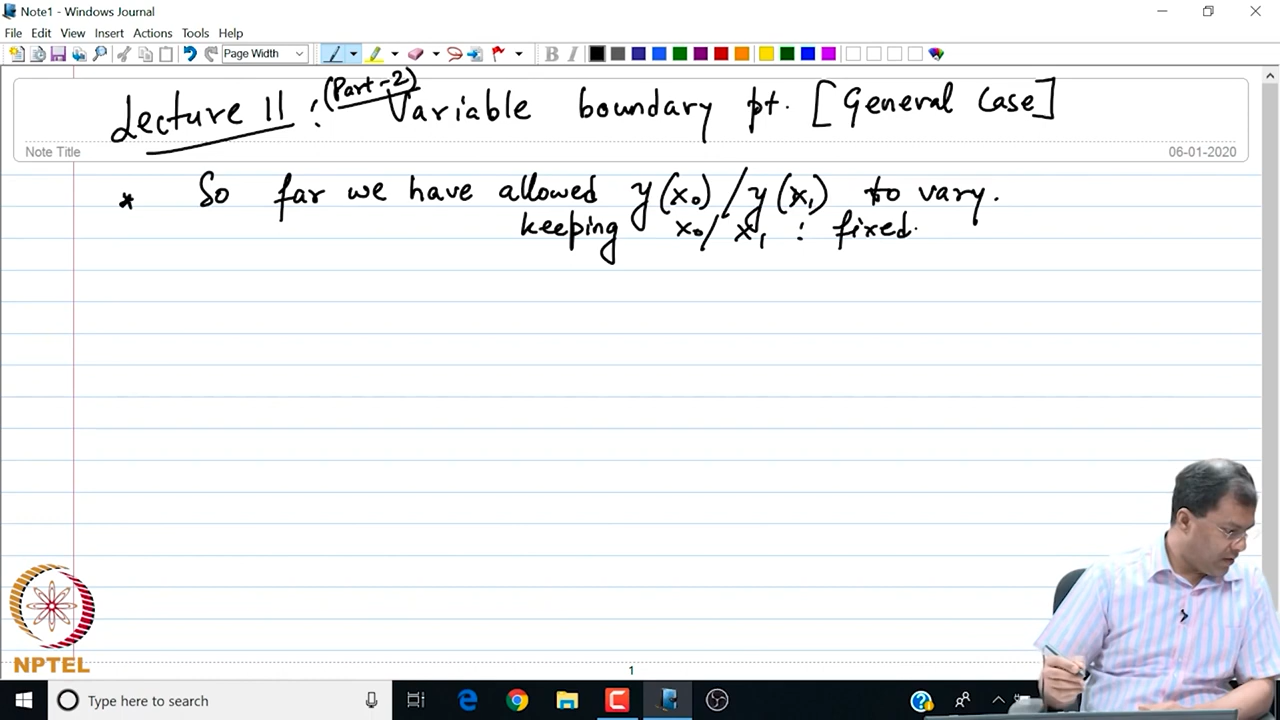 Note1 - Windows Journal
File Edit View Insert Actions Tools Help
Page Width
B I
Lecture 11 : (Part-2) Variable boundary pt. [General Case]
Note Title
06-01-2020
* So far we have allowed y(x₀)/y(x₁) to vary.
keeping x₀/x₁ : fixed.
NPTEL
1
Type here to search